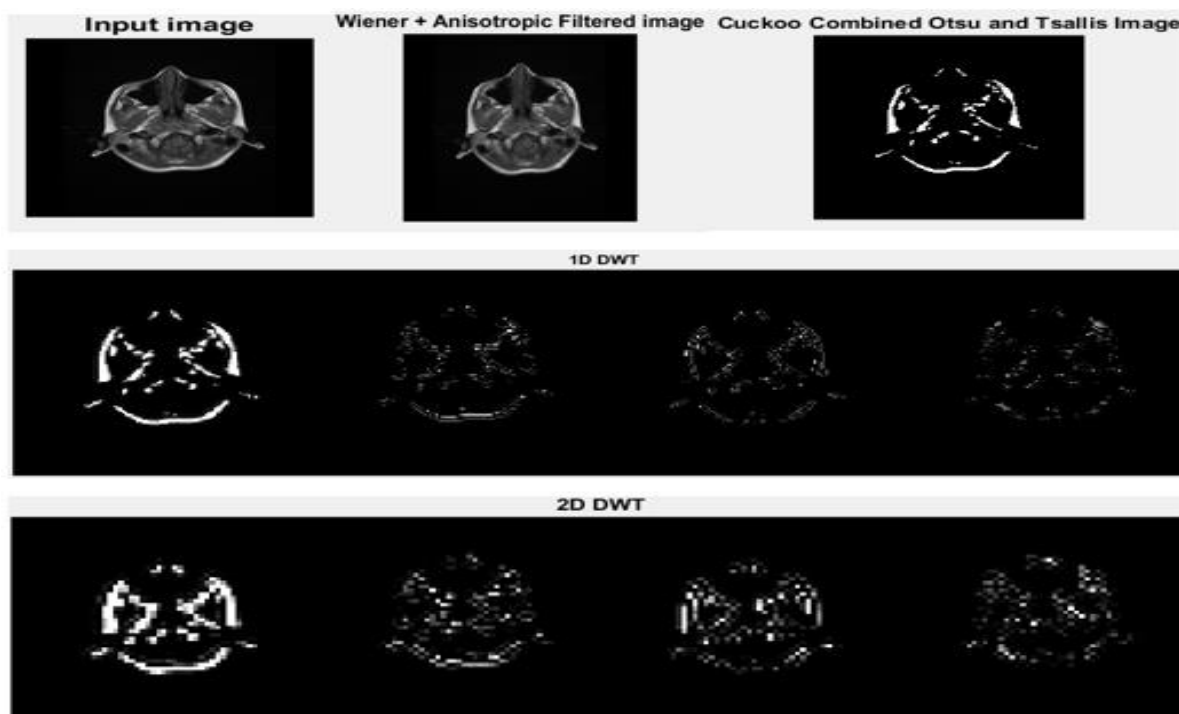 Input image
Wiener + Anisotropic Filtered image
Cuckoo Combined Otsu and Tsallis Image
1D DWT
2D DWT